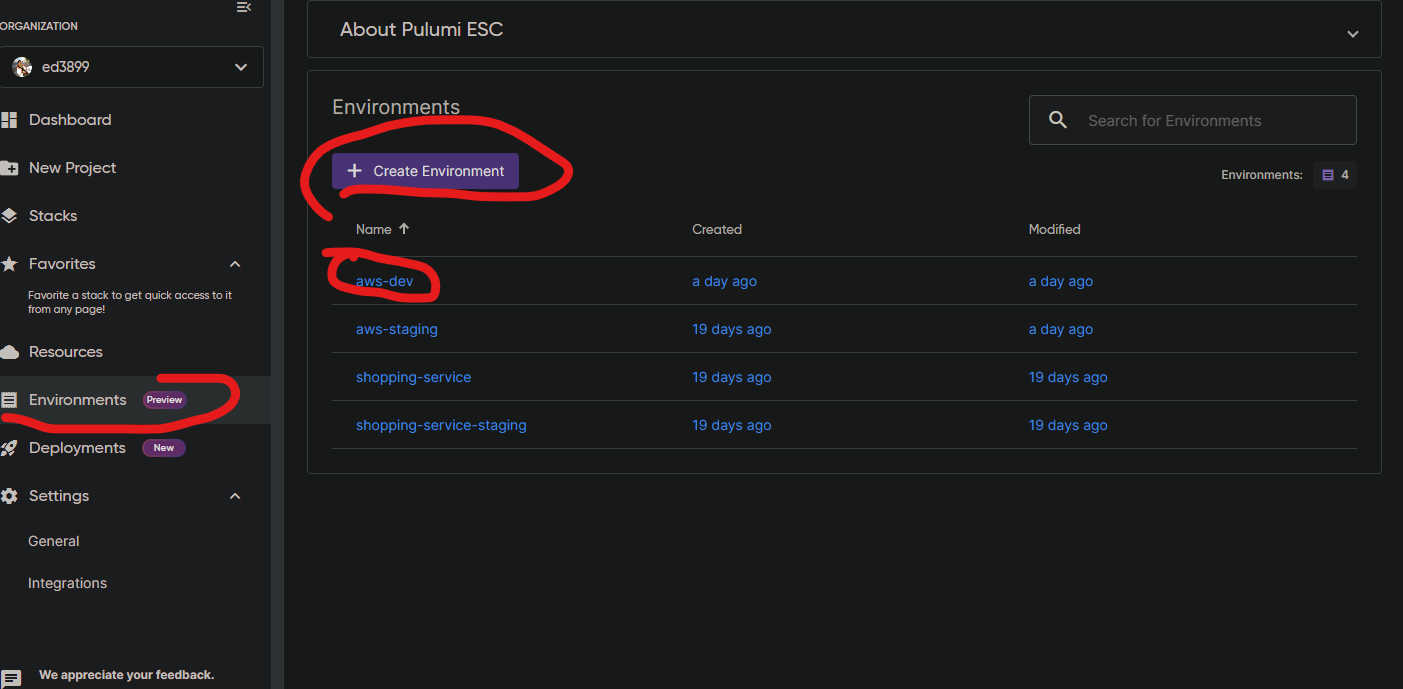 ORGANIZATION
ed3899
Dashboard
New Project
Stacks
Favorites
Favorite a stack to get quick access to it
from any page!
Resources
Environments Preview
Deployments New
Settings
General
Integrations
We appreciate your feedback.
About Pulumi ESC
Environments
Search for Environments
+ Create Environment
Environments: 4
Name ↑ Created Modified
aws-dev a day ago a day ago
aws-staging 19 days ago a day ago
shopping-service 19 days ago 19 days ago
shopping-service-staging 19 days ago 19 days ago